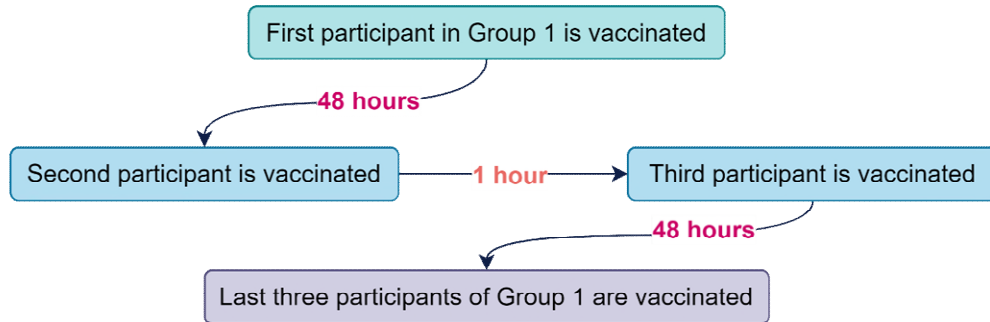 First participant in Group 1 is vaccinated
48 hours
Second participant is vaccinated
1 hour
Third participant is vaccinated
48 hours
Last three participants of Group 1 are vaccinated